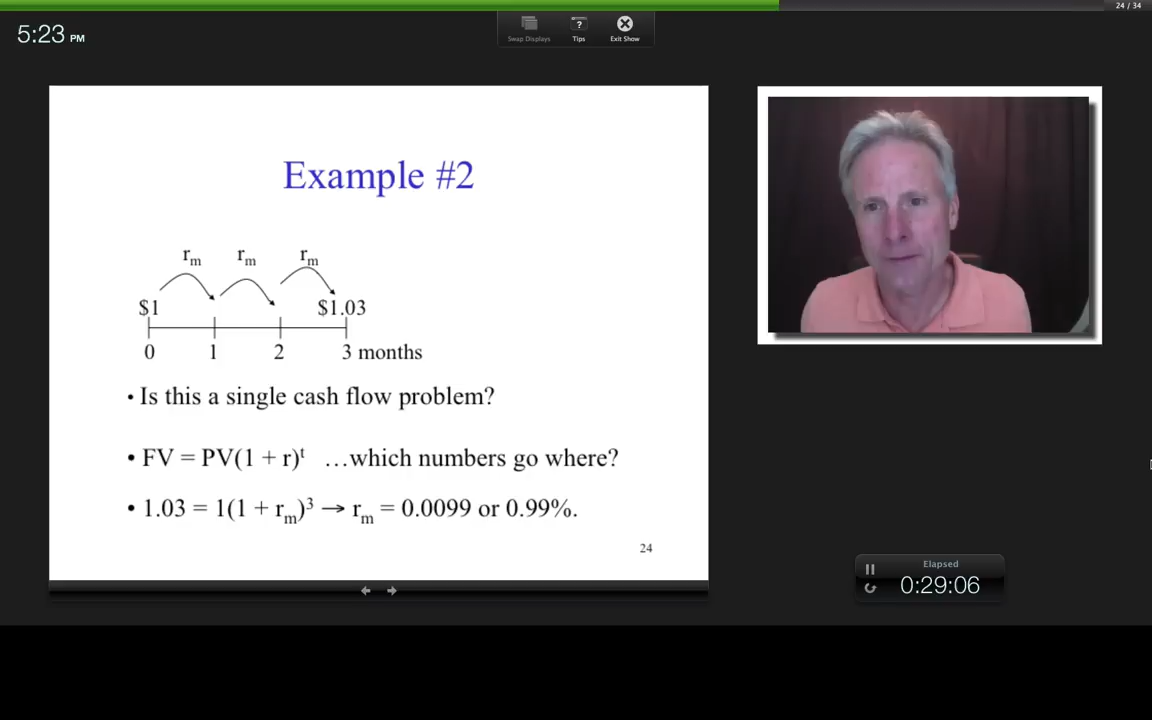 24 / 34
5:23 PM
Swap Displays
? 
Tips
Exit Show
Example #2
rm rm rm
$1 $1.03
0 1 2 3 months
• Is this a single cash flow problem?
• FV = PV(1 + r)ᵗ …which numbers go where?
• 1.03 = 1(1 + rm)³ → rm = 0.0099 or 0.99%.
24
Elapsed
0:29:06